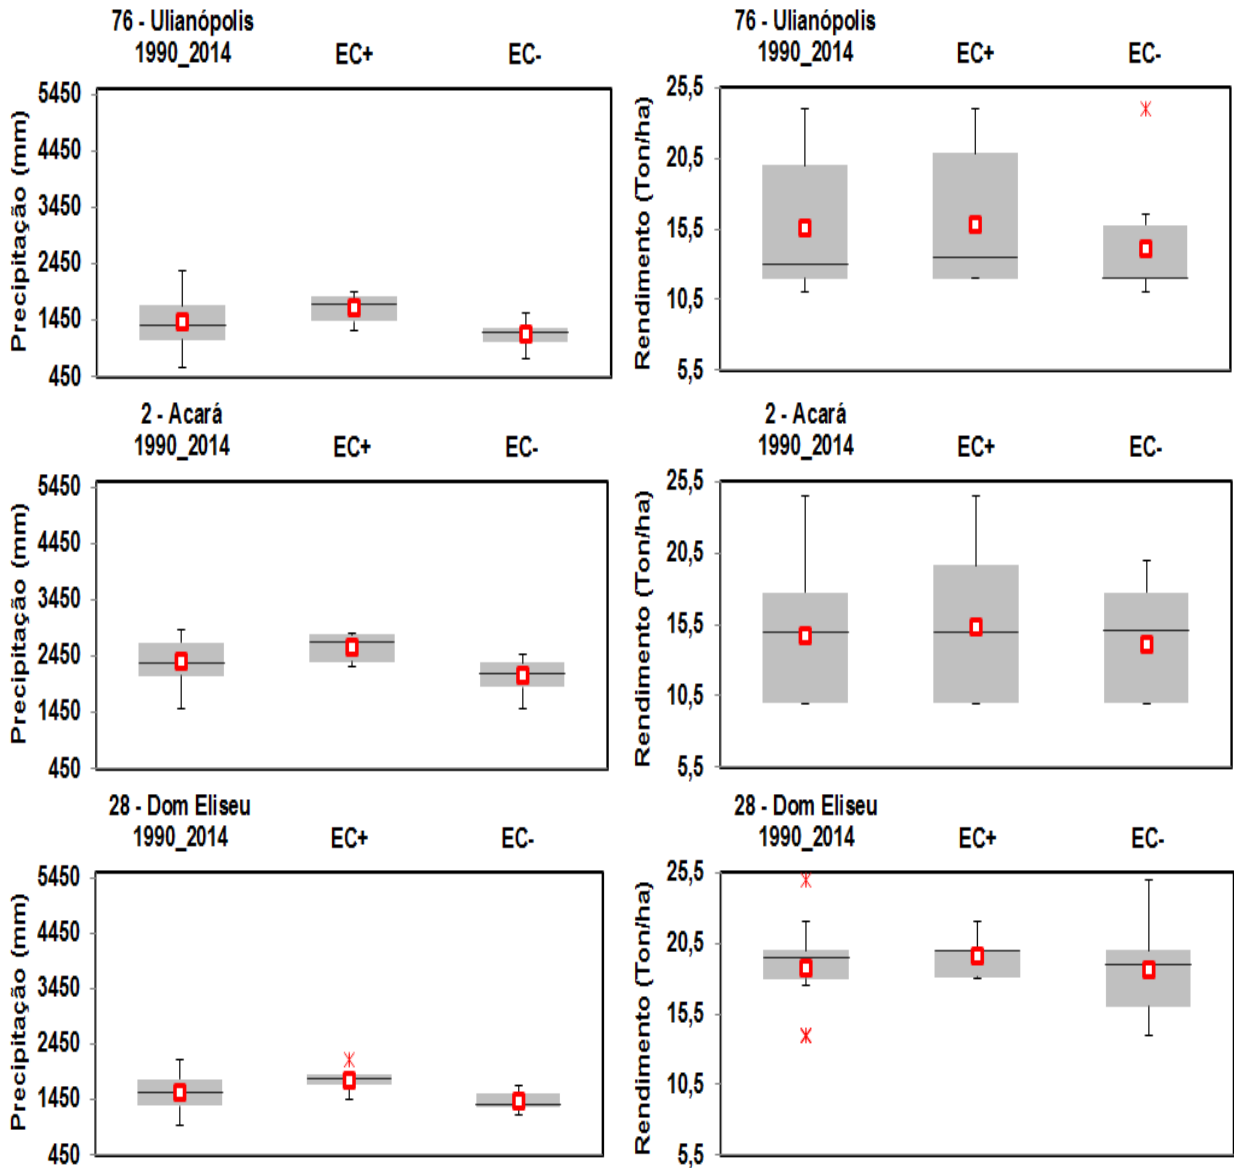 76 - Ulianópolis
1990_2014 EC+ EC-
Precipitação (mm)
5450
4450
3450
2450
1450
450
76 - Ulianópolis
1990_2014 EC+ EC-
Rendimento (Ton/ha)
25,5
20,5
15,5
10,5
5,5
2 - Acará
1990_2014 EC+ EC-
Precipitação (mm)
5450
4450
3450
2450
1450
450
2 - Acará
1990_2014 EC+ EC-
Rendimento (Ton/ha)
25,5
20,5
15,5
10,5
5,5
28 - Dom Eliseu
1990_2014 EC+ EC-
Precipitação (mm)
5450
4450
3450
2450
1450
450
28 - Dom Eliseu
1990_2014 EC+ EC-
Rendimento (Ton/ha)
25,5
20,5
15,5
10,5
5,5